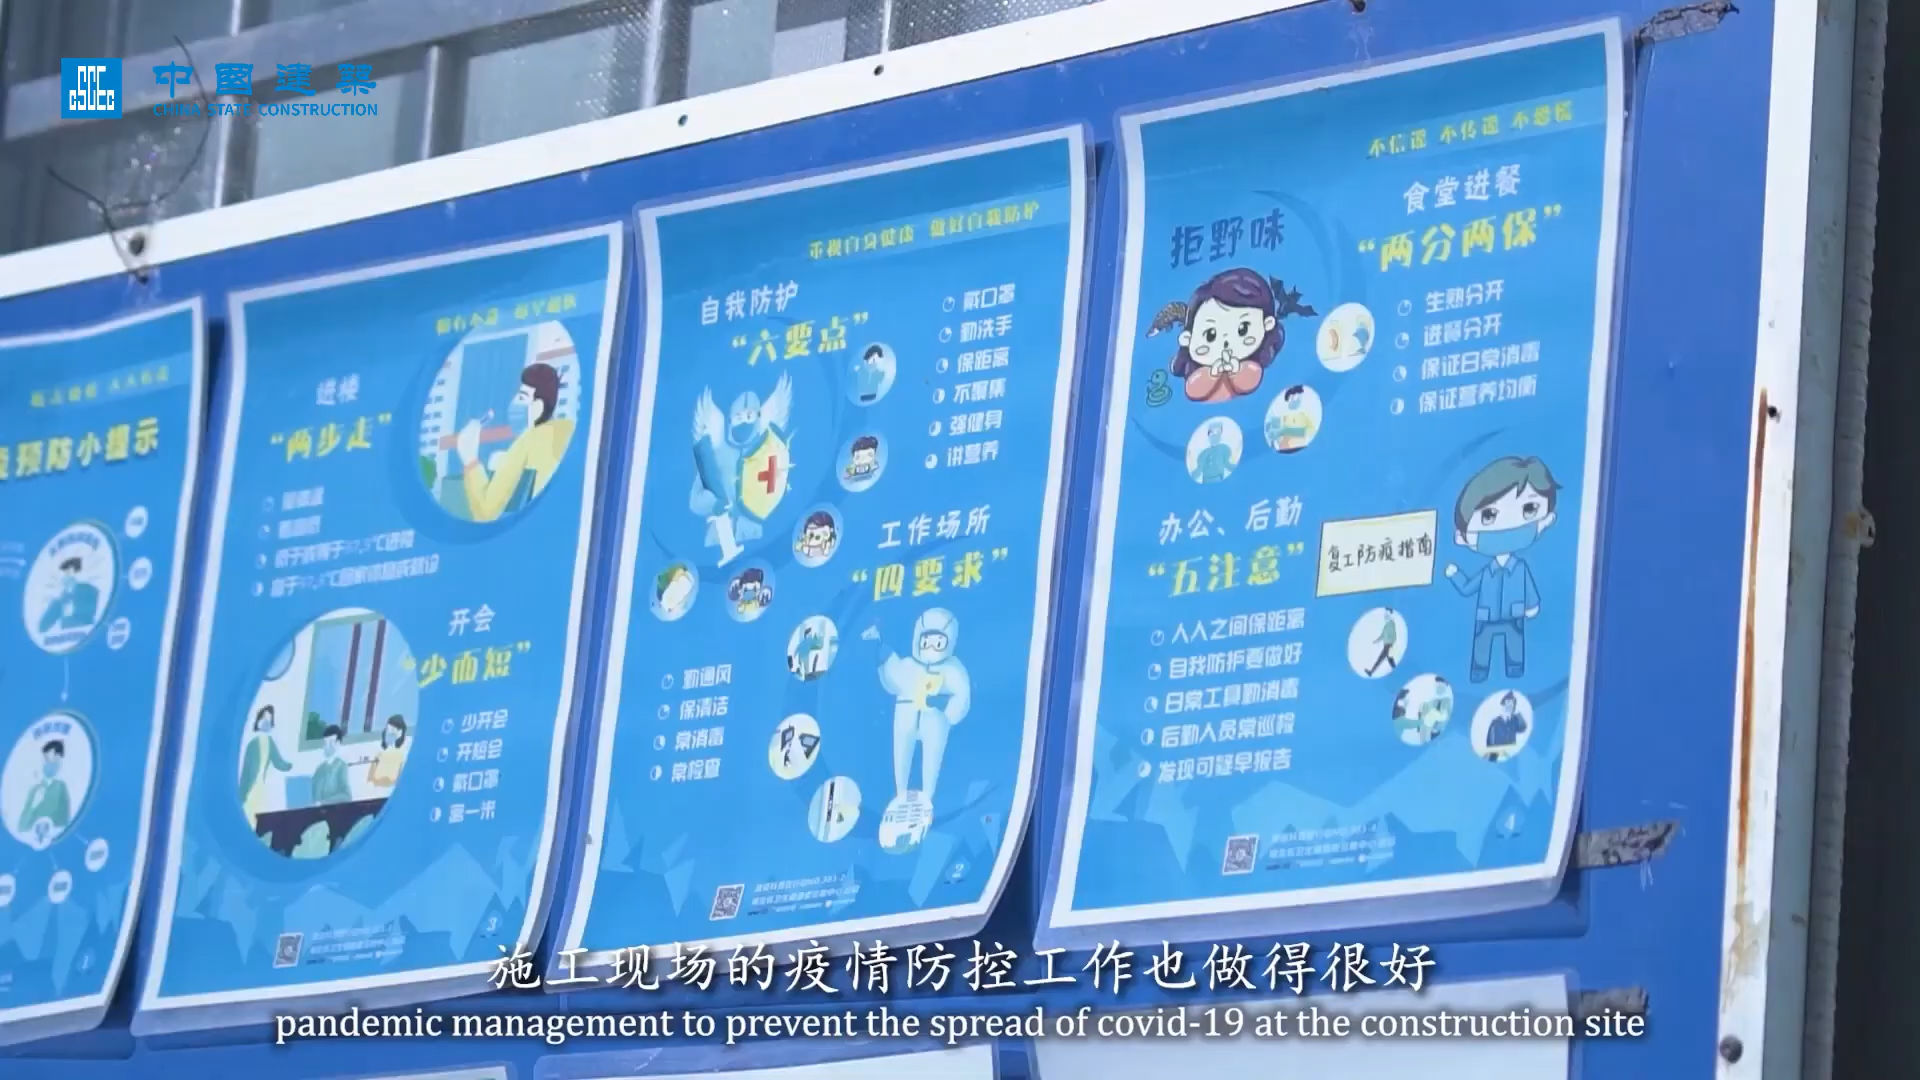 中國建築
CHINA STATE CONSTRUCTION
预防小提示
进楼
“两步走”
开会
“少而短”
少开会
开短会
戴口罩
隔一米
3
重视自身健康 做好自我防护
自我防护
“六要点”
戴口罩
勤洗手
保距离
不聚集
强健身
讲营养
工作场所
“四要求”
勤通风
保清洁
常消毒
常检查
2
不信谣 不传谣 不恐慌
拒野味
食堂进餐
“两分两保”
生熟分开
进餐分开
保证日常消毒
保证营养均衡
办公、后勤
“五注意”
复工防疫指南
人人之间保距离
自我防护要做好
日常工具勤消毒
后勤人员常巡检
发现可疑早报告
4
1
施工现场的疫情防控工作也做得很好
pandemic management to prevent the spread of covid-19 at the construction site